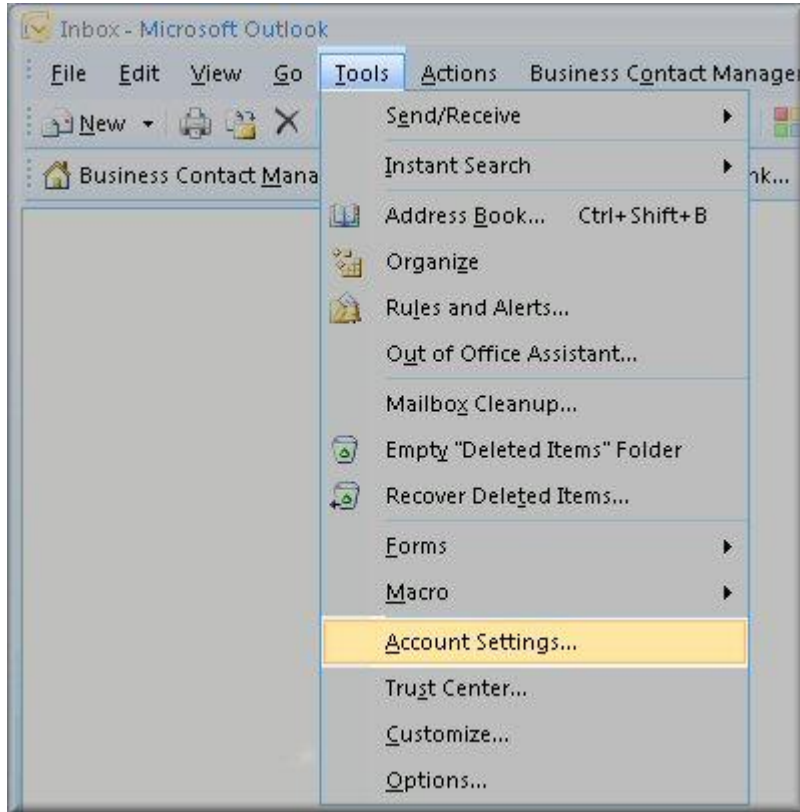 Inbox - Microsoft Outlook
File Edit View Go Tools Actions Business Contact Manager
New
Business Contact Mana
nk...
Send/Receive
Instant Search
Address Book... Ctrl+Shift+B
Organize
Rules and Alerts...
Out of Office Assistant...
Mailbox Cleanup...
Empty "Deleted Items" Folder
Recover Deleted Items...
Forms
Macro
Account Settings...
Trust Center...
Customize...
Options...